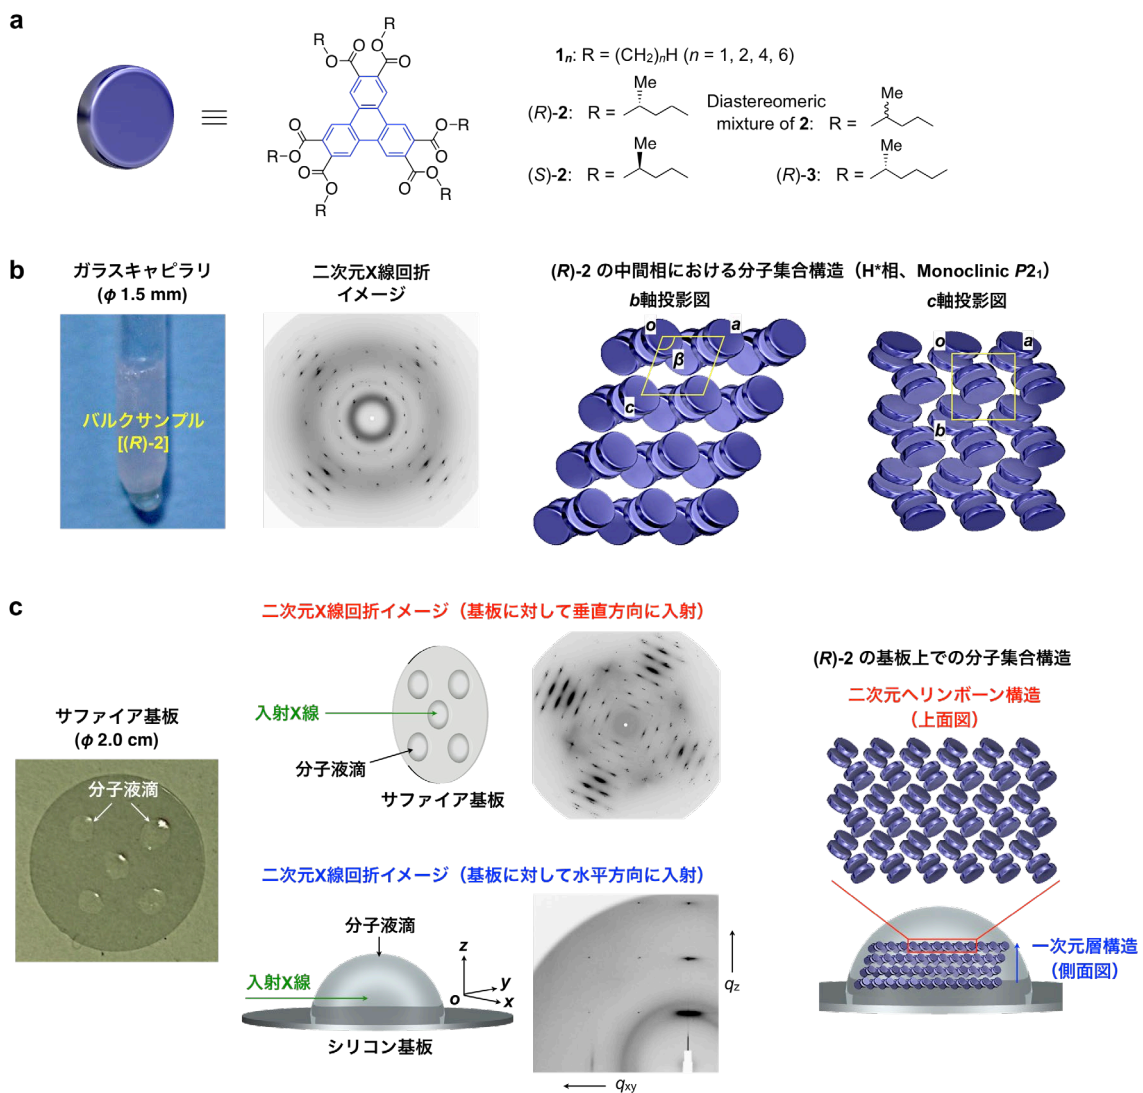 a
R
R
O
O
O
O
R
O
O
O
O
R
R
O
O
O
O
R
1n: R = (CH2)nH (n = 1, 2, 4, 6)
Me
(R)-2: R =
Diastereomeric
mixture of 2: R =
Me
Me
(S)-2: R =
Me
(R)-3: R =
b
ガラスキャピラリ
(φ 1.5 mm)
バルクサンプル
[(R)-2]
二次元X線回折
イメージ
(R)-2 の中間相における分子集合構造（H*相、Monoclinic P21）
b軸投影図
o
a
β
c
c軸投影図
o
a
b
c
サファイア基板
(φ 2.0 cm)
分子液滴
二次元X線回折イメージ（基板に対して垂直方向に入射）
入射X線
分子液滴
サファイア基板
二次元X線回折イメージ（基板に対して水平方向に入射）
分子液滴
入射X線
z
y
o
x
シリコン基板
qz
qxy
(R)-2 の基板上での分子集合構造
二次元ヘリンボーン構造
（上面図）
一次元層構造
（側面図）